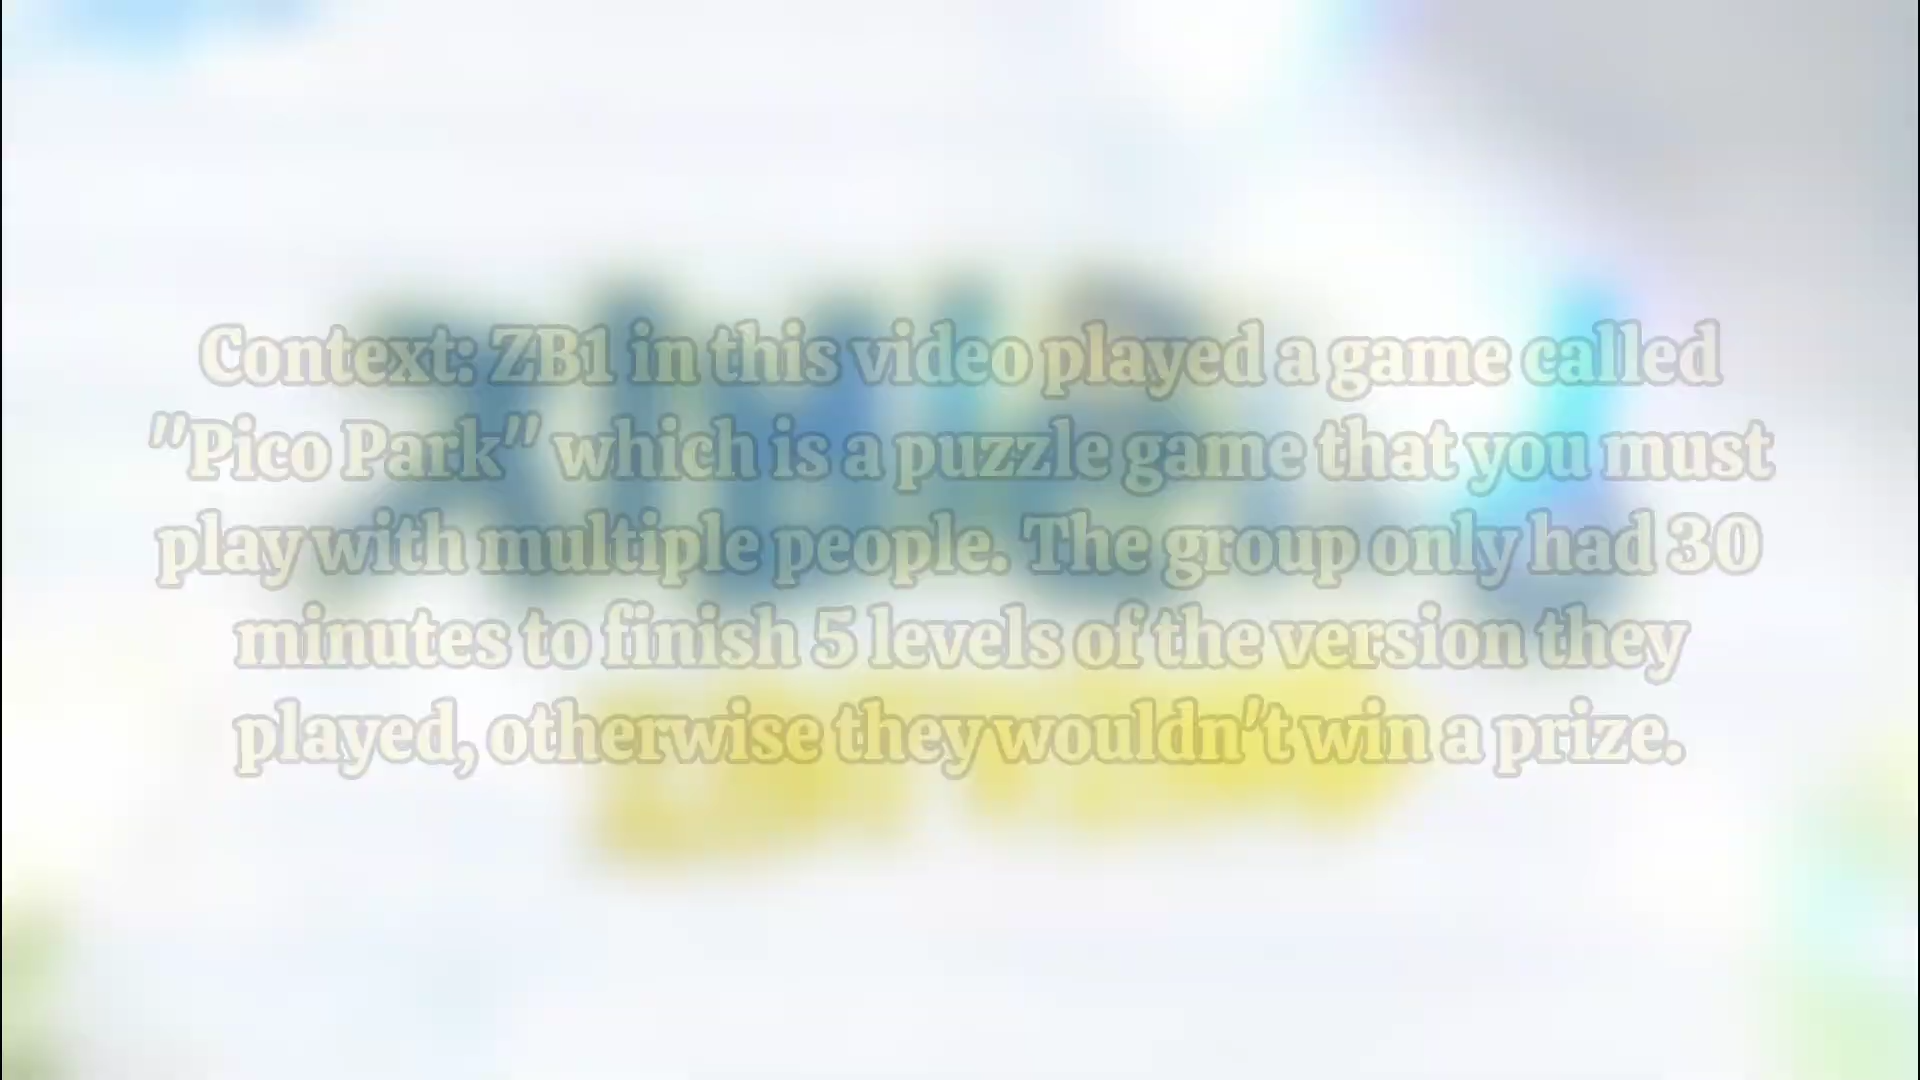 Context: ZB1 in this video played a game called
"Pico Park" which is a puzzle game that you must
play with multiple people. The group only had 30
minutes to finish 5 levels of the version they
played, otherwise they wouldn't win a prize.